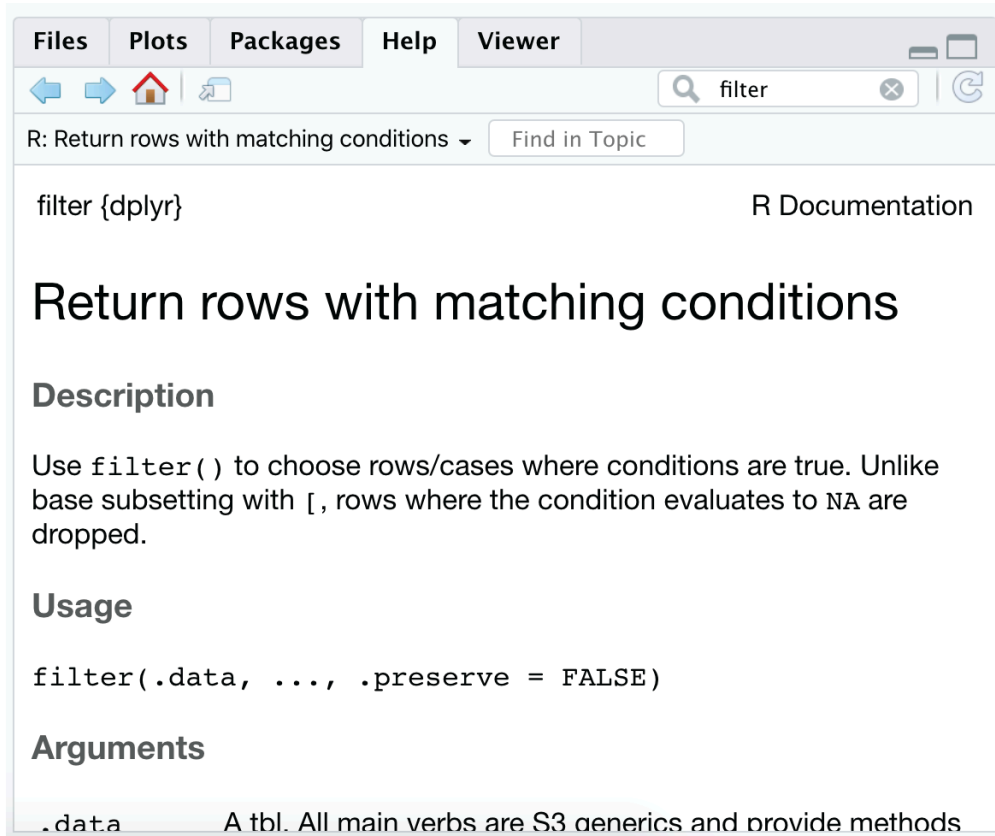 Files Plots Packages Help Viewer
filter
R: Return rows with matching conditions Find in Topic
filter {dplyr} R Documentation
Return rows with matching conditions
Description
Use filter() to choose rows/cases where conditions are true. Unlike
base subsetting with [, rows where the condition evaluates to NA are
dropped.
Usage
filter(.data, ..., .preserve = FALSE)
Arguments
.data A tbl. All main verbs are S3 generics and provide methods